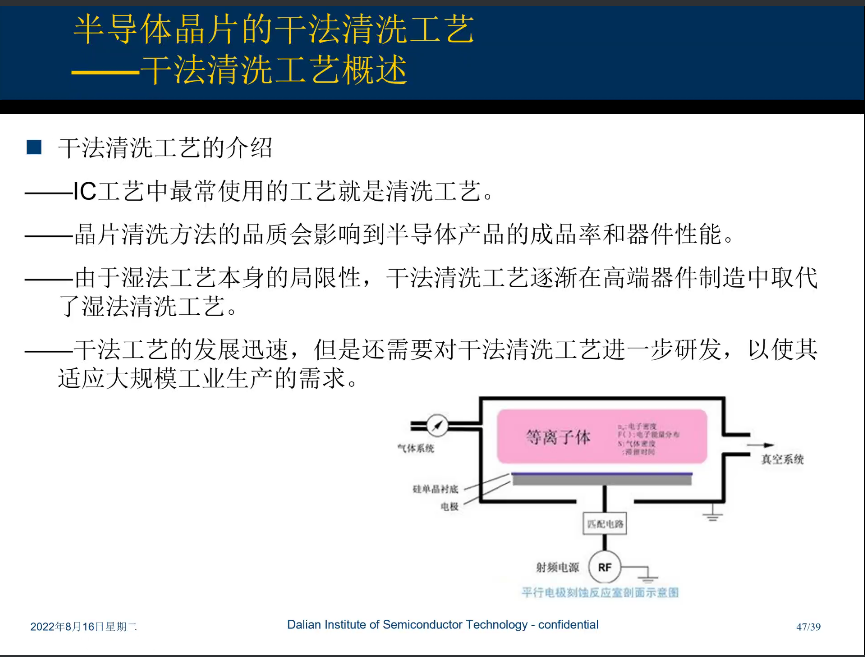 半导体晶片的干法清洗工艺
——干法清洗工艺概述
■ 干法清洗工艺的介绍
——IC工艺中最常使用的工艺就是清洗工艺。
——晶片清洗方法的品质会影响到半导体产品的成品率和器件性能。
——由于湿法工艺本身的局限性，干法清洗工艺逐渐在高端器件制造中取代
了湿法清洗工艺。
——干法工艺的发展迅速，但是还需要对干法清洗工艺进一步研发，以使其
适应大规模工业生产的需求。
等离子体
:电子密度
F( ):电子能量分布
N:气体密度
:滞留时间
气体系统
真空系统
硅单晶衬底
电极
匹配电路
射频电源
RF
平行电极刻蚀反应室剖面示意图
2022年8月16日星期二
Dalian Institute of Semiconductor Technology - confidential
47/39